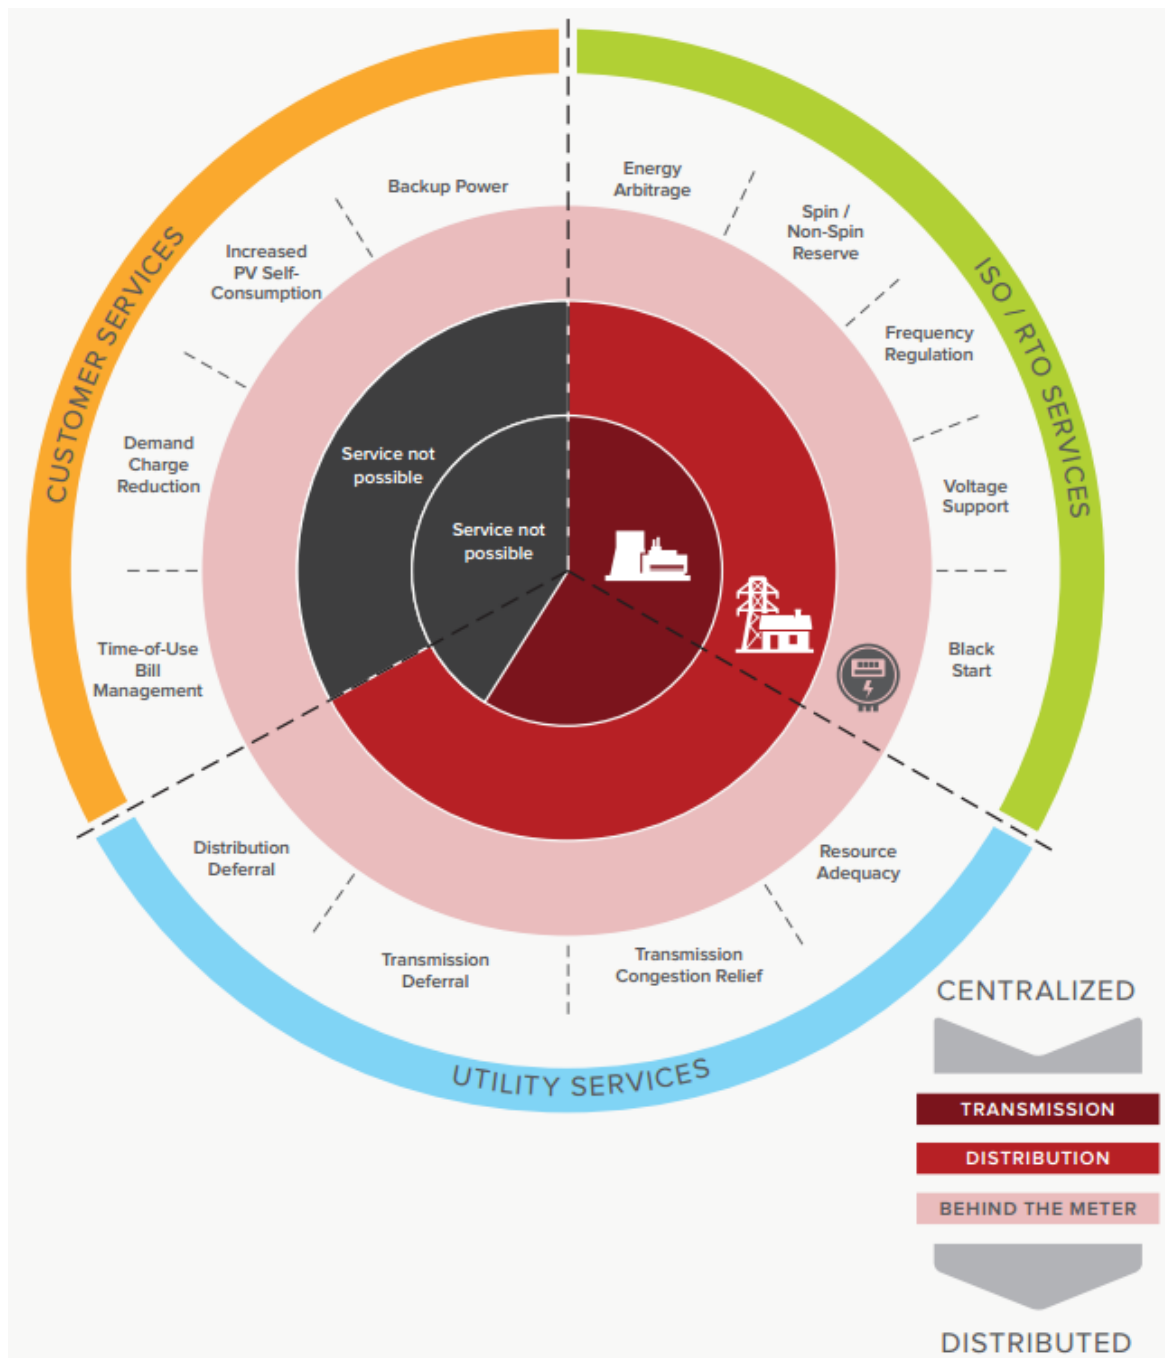 CUSTOMER SERVICES
ISO / RTO SERVICES
UTILITY SERVICES
Backup Power
Energy
Arbitrage
Spin /
Non-Spin
Reserve
Increased
PV Self-
Consumption
Frequency
Regulation
Demand
Charge
Reduction
Service not
possible
Service not
possible
Voltage
Support
Time-of-Use
Bill
Management
Black
Start
Distribution
Deferral
Resource
Adequacy
Transmission
Deferral
Transmission
Congestion Relief
CENTRALIZED
TRANSMISSION
DISTRIBUTION
BEHIND THE METER
DISTRIBUTED